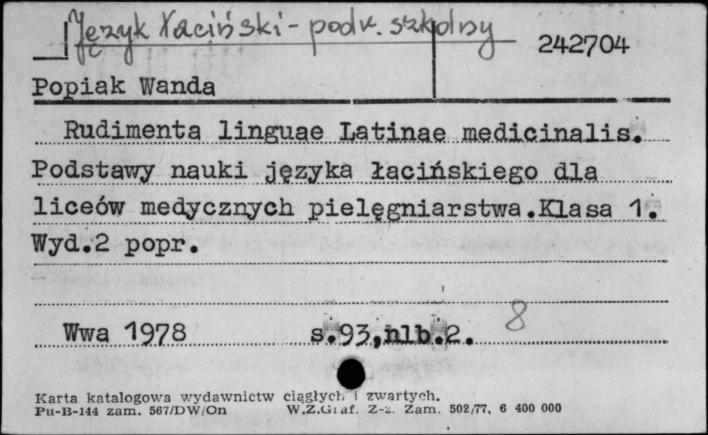 Język łaciński - podr. szkolny
242704
Popiak Wanda
Rudimenta linguae Latinae medicinalis.
Podstawy nauki języka łacińskiego dla
liceów medycznych pielęgniarstwa.Klasa 1.
Wyd.2 popr.
Wwa 1978 s.93,nlb.2. 8
Karta katalogowa wydawnictw ciągłych i zwartych.
Pu-B-144 zam. 567/DW/On W.Z.Graf. Z-z. Zam. 502/77, 6 400 000